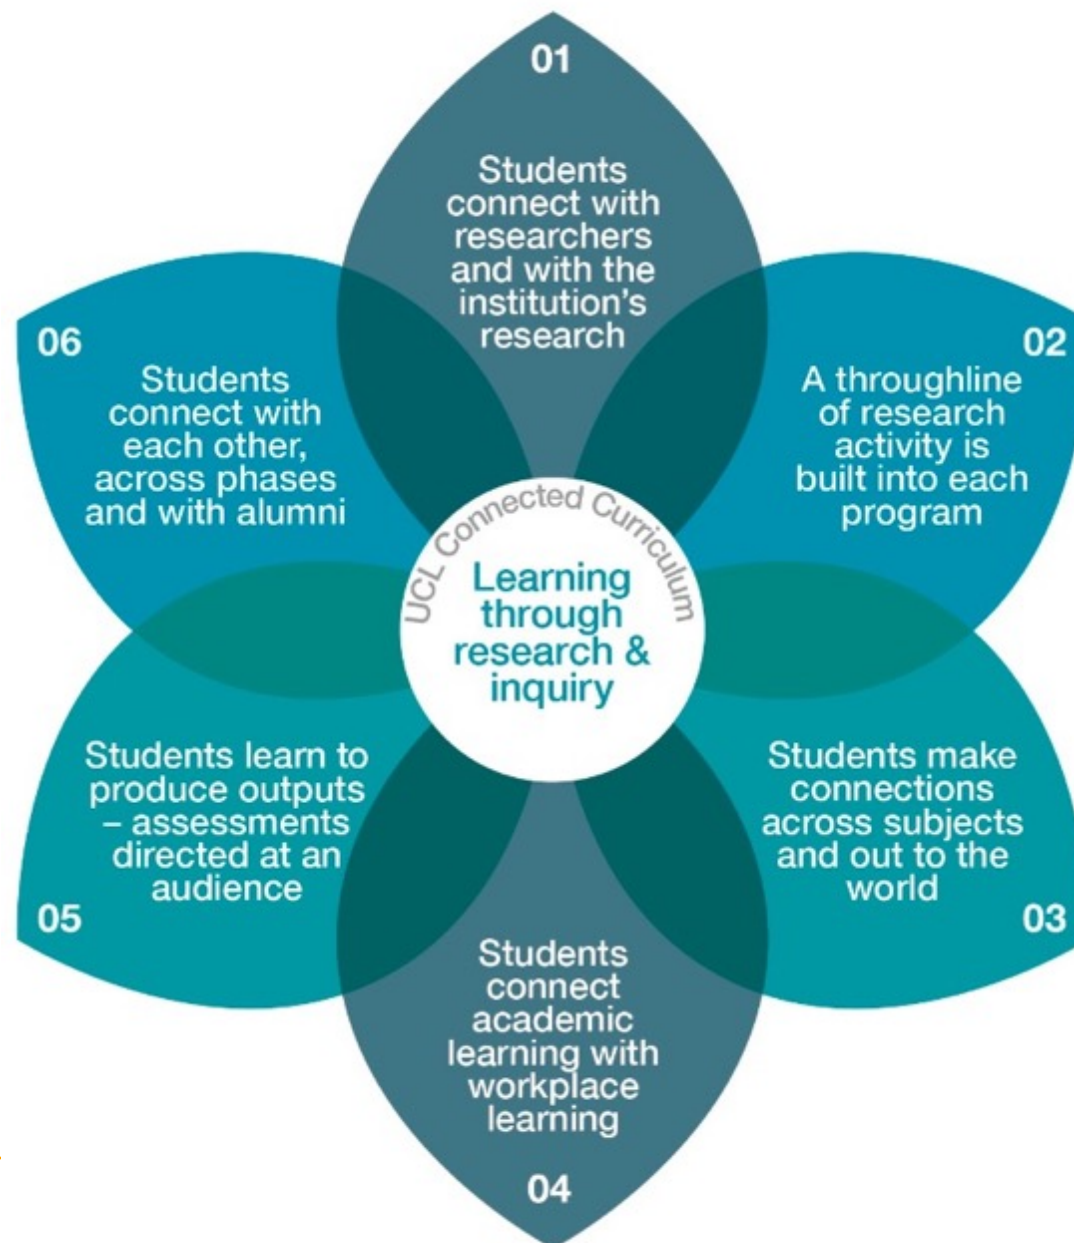 01
Students
connect with
researchers
and with the
institution's
research
02
A throughline
of research
activity is
built into each
program
03
Students make
connections
across subjects
and out to the
world
04
Students
connect
academic
learning with
workplace
learning
05
Students learn to
produce outputs
– assessments
directed at an
audience
06
Students
connect with
each other,
across phases
and with alumni
UCL Connected Curriculum
Learning
through
research &
inquiry